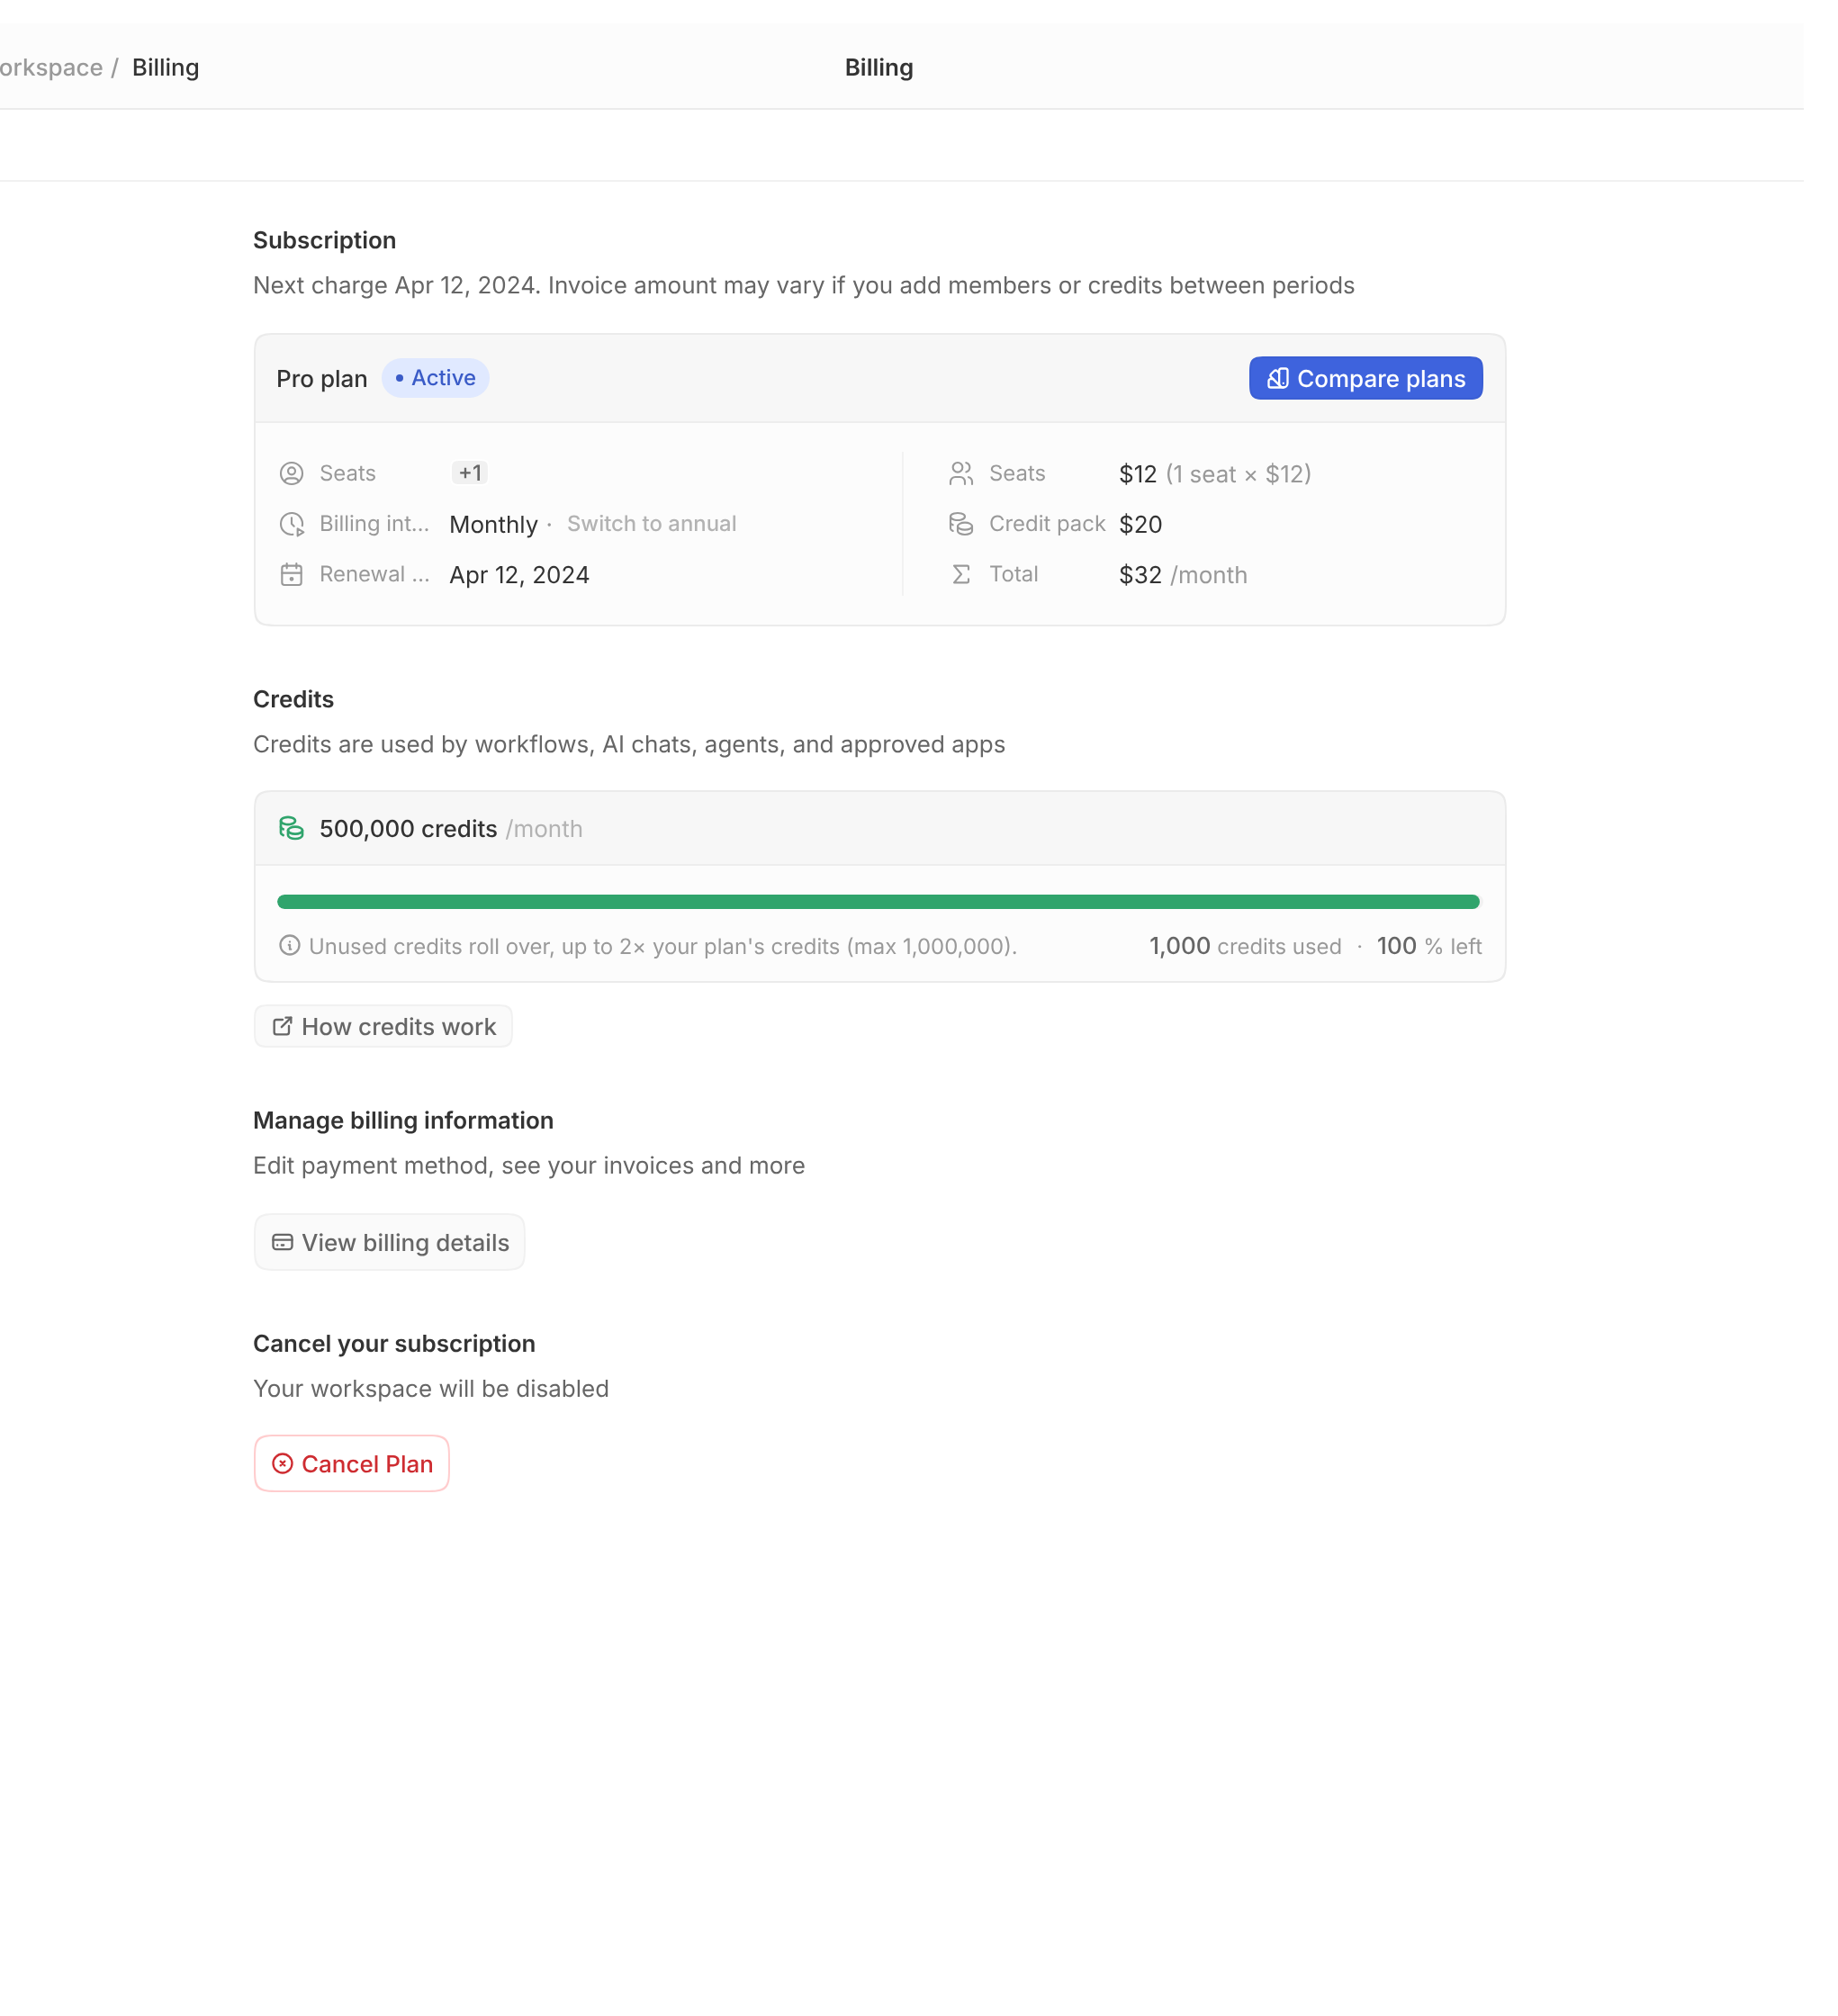 orkspace / Billing
Billing
Subscription
Next charge Apr 12, 2024. Invoice amount may vary if you add members or credits between periods
Pro plan • Active
Compare plans
Seats +1
Billing int... Monthly · Switch to annual
Renewal ... Apr 12, 2024
Seats $12 (1 seat × $12)
Credit pack $20
Total $32 /month
Credits
Credits are used by workflows, AI chats, agents, and approved apps
500,000 credits /month
Unused credits roll over, up to 2× your plan's credits (max 1,000,000).
1,000 credits used · 100 % left
How credits work
Manage billing information
Edit payment method, see your invoices and more
View billing details
Cancel your subscription
Your workspace will be disabled
Cancel Plan